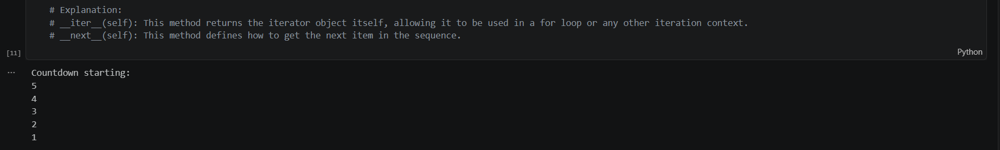 # Explanation:
# __iter__(self): This method returns the iterator object itself, allowing it to be used in a for loop or any other iteration context.
# __next__(self): This method defines how to get the next item in the sequence.
[11]
Python
Countdown starting:
5
4
3
2
1